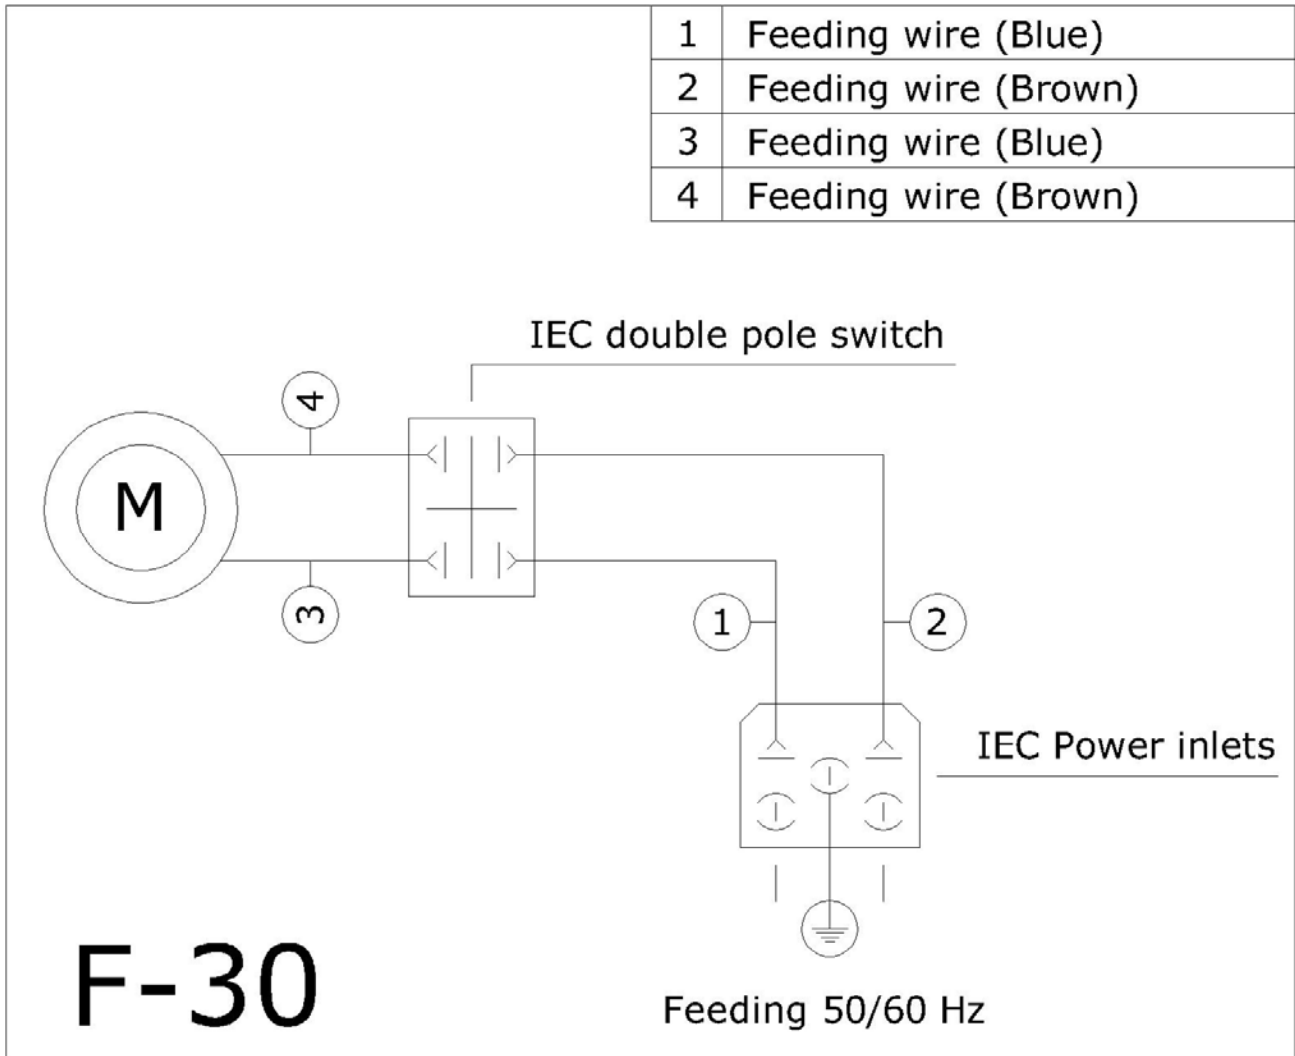 1 Feeding wire (Blue)
2 Feeding wire (Brown)
3 Feeding wire (Blue)
4 Feeding wire (Brown)
IEC double pole switch
4
M
3
1
2
IEC Power inlets
F-30
Feeding 50/60 Hz